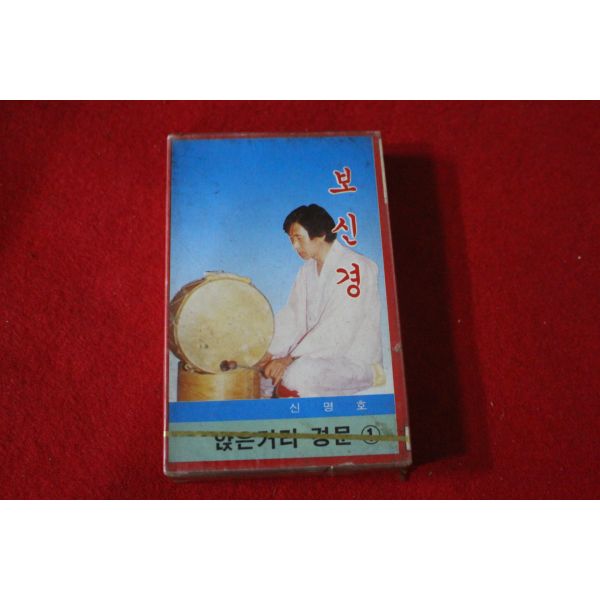 보신경
신명호
앉은거리 경문 ①